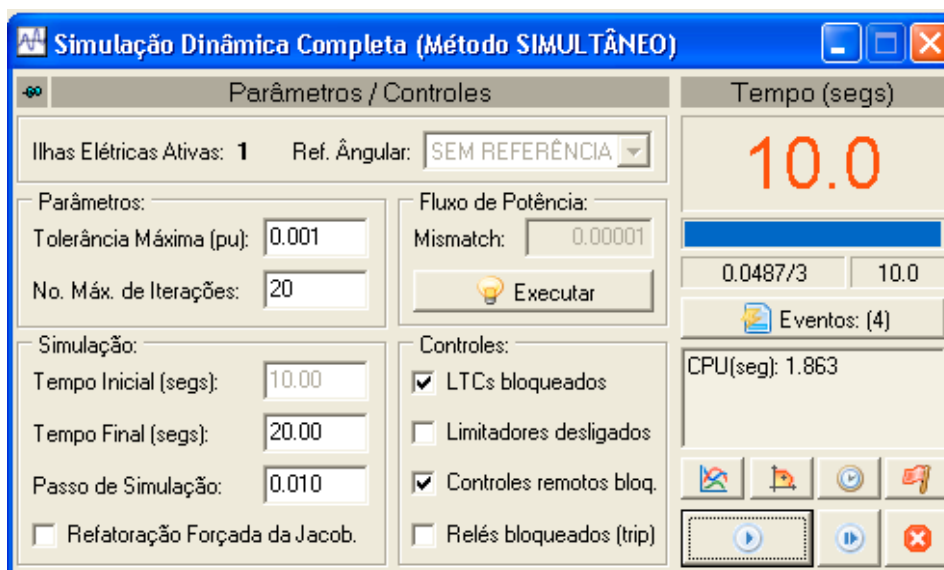 Simulação Dinâmica Completa (Método SIMULTÂNEO)
Parâmetros / Controles
Tempo (segs)
Ilhas Elétricas Ativas: 1
Ref. Ângular: SEM REFERÊNCIA
10.0
Parâmetros:
Tolerância Máxima (pu): 0.001
No. Máx. de Iterações: 20
Fluxo de Potência:
Mismatch: 0.00001
Executar
0.0487/3
10.0
Eventos: (4)
Simulação:
Tempo Inicial (segs): 10.00
Tempo Final (segs): 20.00
Passo de Simulação: 0.010
Refatoração Forçada da Jacob.
Controles:
LTCs bloqueados
Limitadores desligados
Controles remotos bloq.
Relés bloqueados (trip)
CPU(seg): 1.863